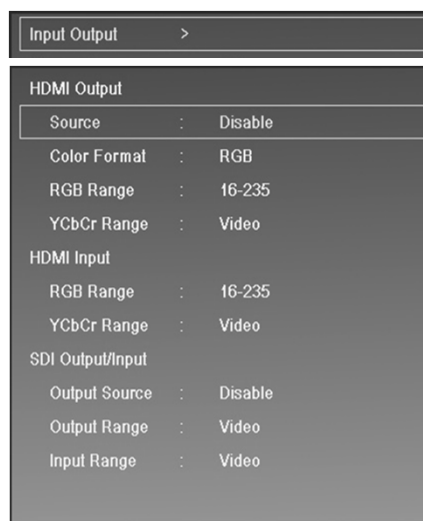 Input Output >
HDMI Output
Source : Disable
Color Format : RGB
RGB Range : 16-235
YCbCr Range : Video
HDMI Input
RGB Range : 16-235
YCbCr Range : Video
SDI Output/Input
Output Source : Disable
Output Range : Video
Input Range : Video